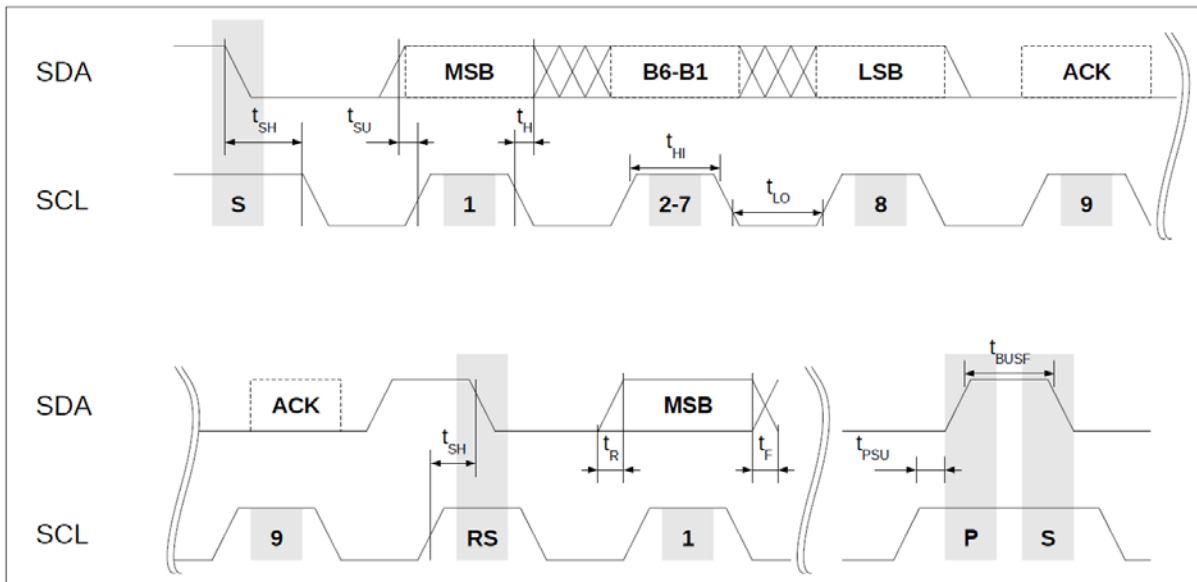 SDA MSB B6-B1 LSB ACK
tSH tSU tH tHI tLO
SCL S 1 2-7 8 9
tBUSF
SDA ACK MSB
tSH tR tF tPSU
SCL 9 RS 1 P S